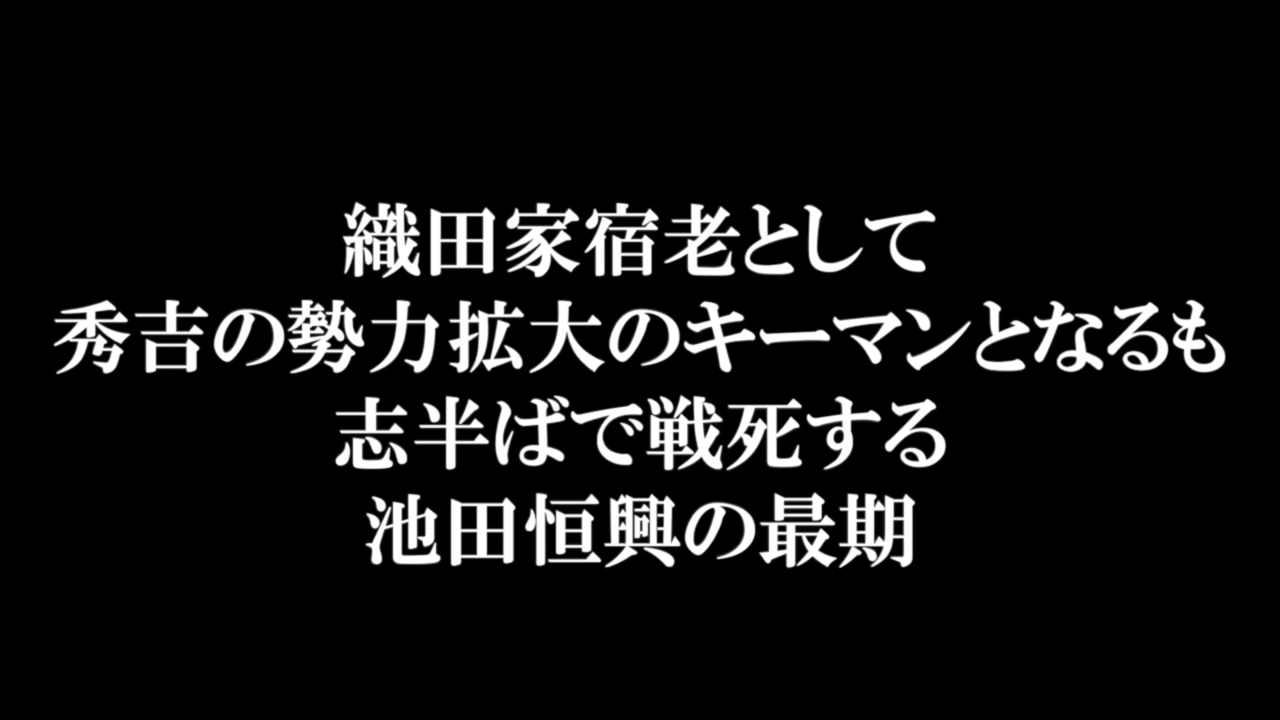 織田家宿老として
秀吉の勢力拡大のキーマンとなるも
志半ばで戦死する
池田恒興の最期